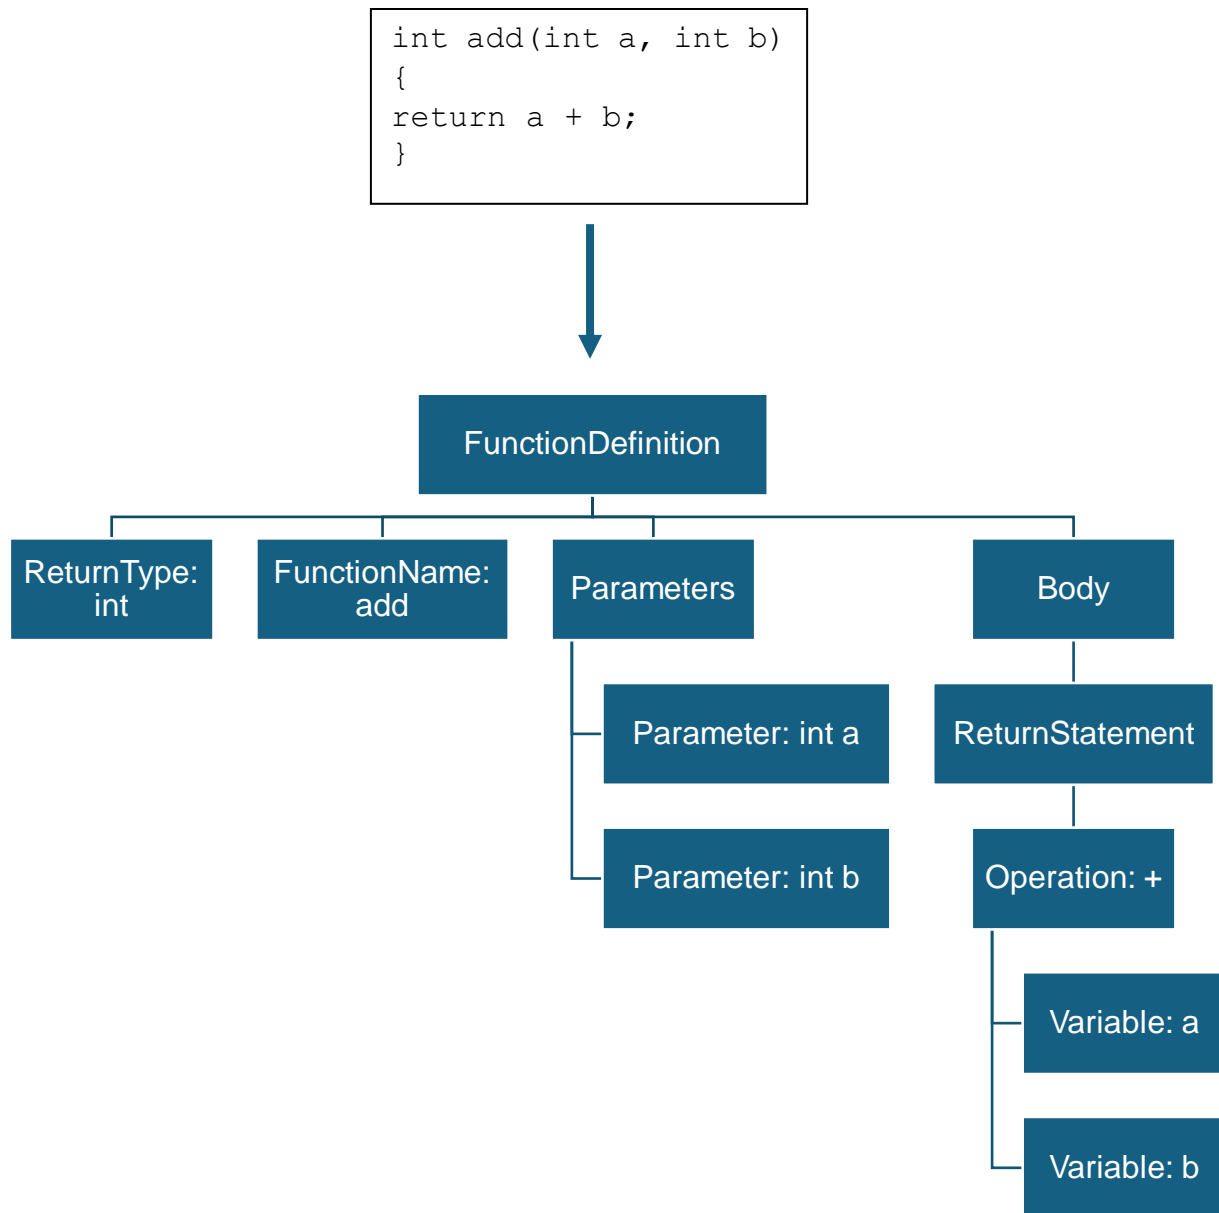 int add(int a, int b)
{
return a + b;
}
FunctionDefinition
ReturnType:
int
FunctionName:
add
Parameters
Body
Parameter: int a
ReturnStatement
Parameter: int b
Operation: +
Variable: a
Variable: b